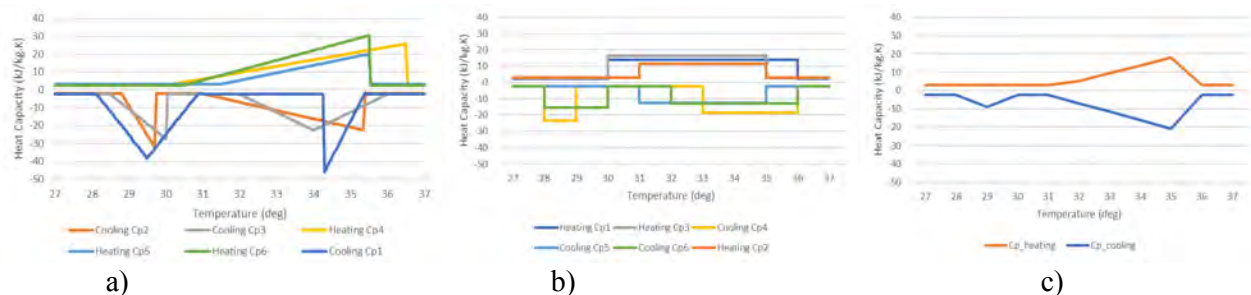 Heat Capacity (kJ/kg.K)
40
30
20
10
0
-10
-20
-30
-40
-50
27 28 29 30 31 32 33 34 35 36 37
Temperature (deg)
Cooling Cp2 Cooling Cp3 Heating Cp4
Heating Cp5 Heating Cp6 Cooling Cp1
a)
Heat Capacity (kJ/kg.K)
40
30
20
10
0
-10
-20
-30
-40
-50
27 28 29 30 31 32 33 34 35 36 37
Temperature (deg)
Heating Cp1 Heating Cp3 Cooling Cp4
Cooling Cp5 Cooling Cp6 Heating Cp2
b)
Heat Capacity (kJ/kg.K)
40
30
20
10
0
-10
-20
-30
-40
-50
27 28 29 30 31 32 33 34 35 36 37
Temperature (deg)
Cp_heating Cp_cooling
c)